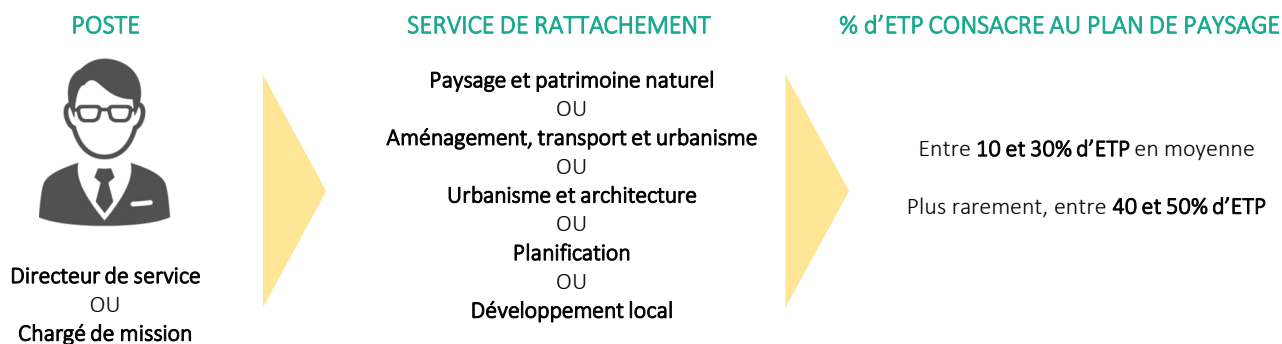 POSTE
Directeur de service
OU
Chargé de mission
SERVICE DE RATTACHEMENT
Paysage et patrimoine naturel
OU
Aménagement, transport et urbanisme
OU
Urbanisme et architecture
OU
Planification
OU
Développement local
% d’ETP CONSACRE AU PLAN DE PAYSAGE
Entre 10 et 30% d’ETP en moyenne
Plus rarement, entre 40 et 50% d’ETP